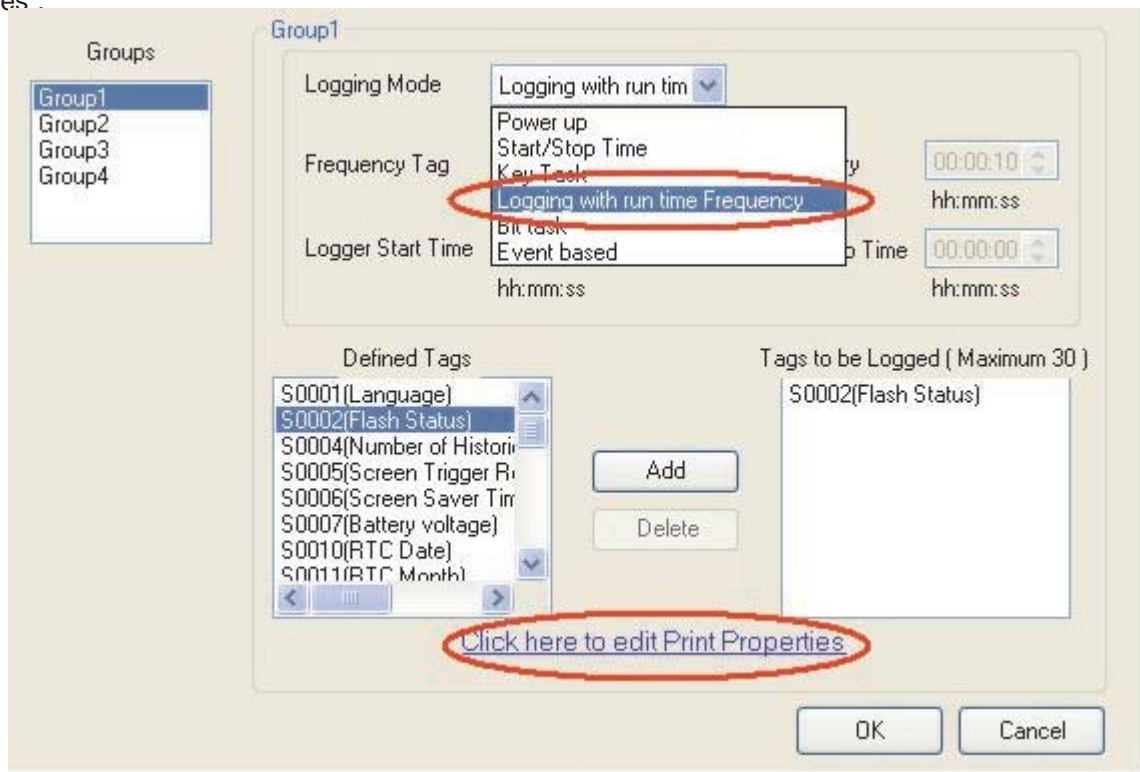 es .
Groups
Group1
Group2
Group3
Group4
Group1
Logging Mode
Logging with run tim
Power up
Start/Stop Time
Key Task
Logging with run time Frequency
Bit task
Event based
Frequency Tag
y
00:00:10
hh:mm:ss
Logger Start Time
p Time
00:00:00
hh:mm:ss
hh:mm:ss
Defined Tags
S0001(Language)
S0002(Flash Status)
S0004(Number of Histori
S0005(Screen Trigger R
S0006(Screen Saver Tim
S0007(Battery voltage)
S0010(RTC Date)
S0011(RTC Month)
Add
Delete
Tags to be Logged ( Maximum 30 )
S0002(Flash Status)
Click here to edit Print Properties
OK
Cancel